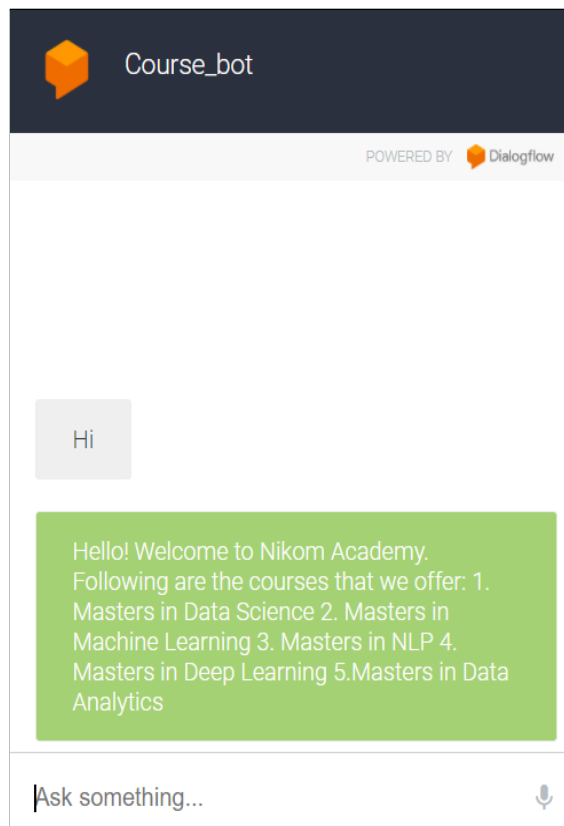 Course_bot
POWERED BY Dialogflow
Hi
Hello! Welcome to Nikom Academy.
Following are the courses that we offer: 1.
Masters in Data Science 2. Masters in
Machine Learning 3. Masters in NLP 4.
Masters in Deep Learning 5.Masters in Data
Analytics
Ask something...